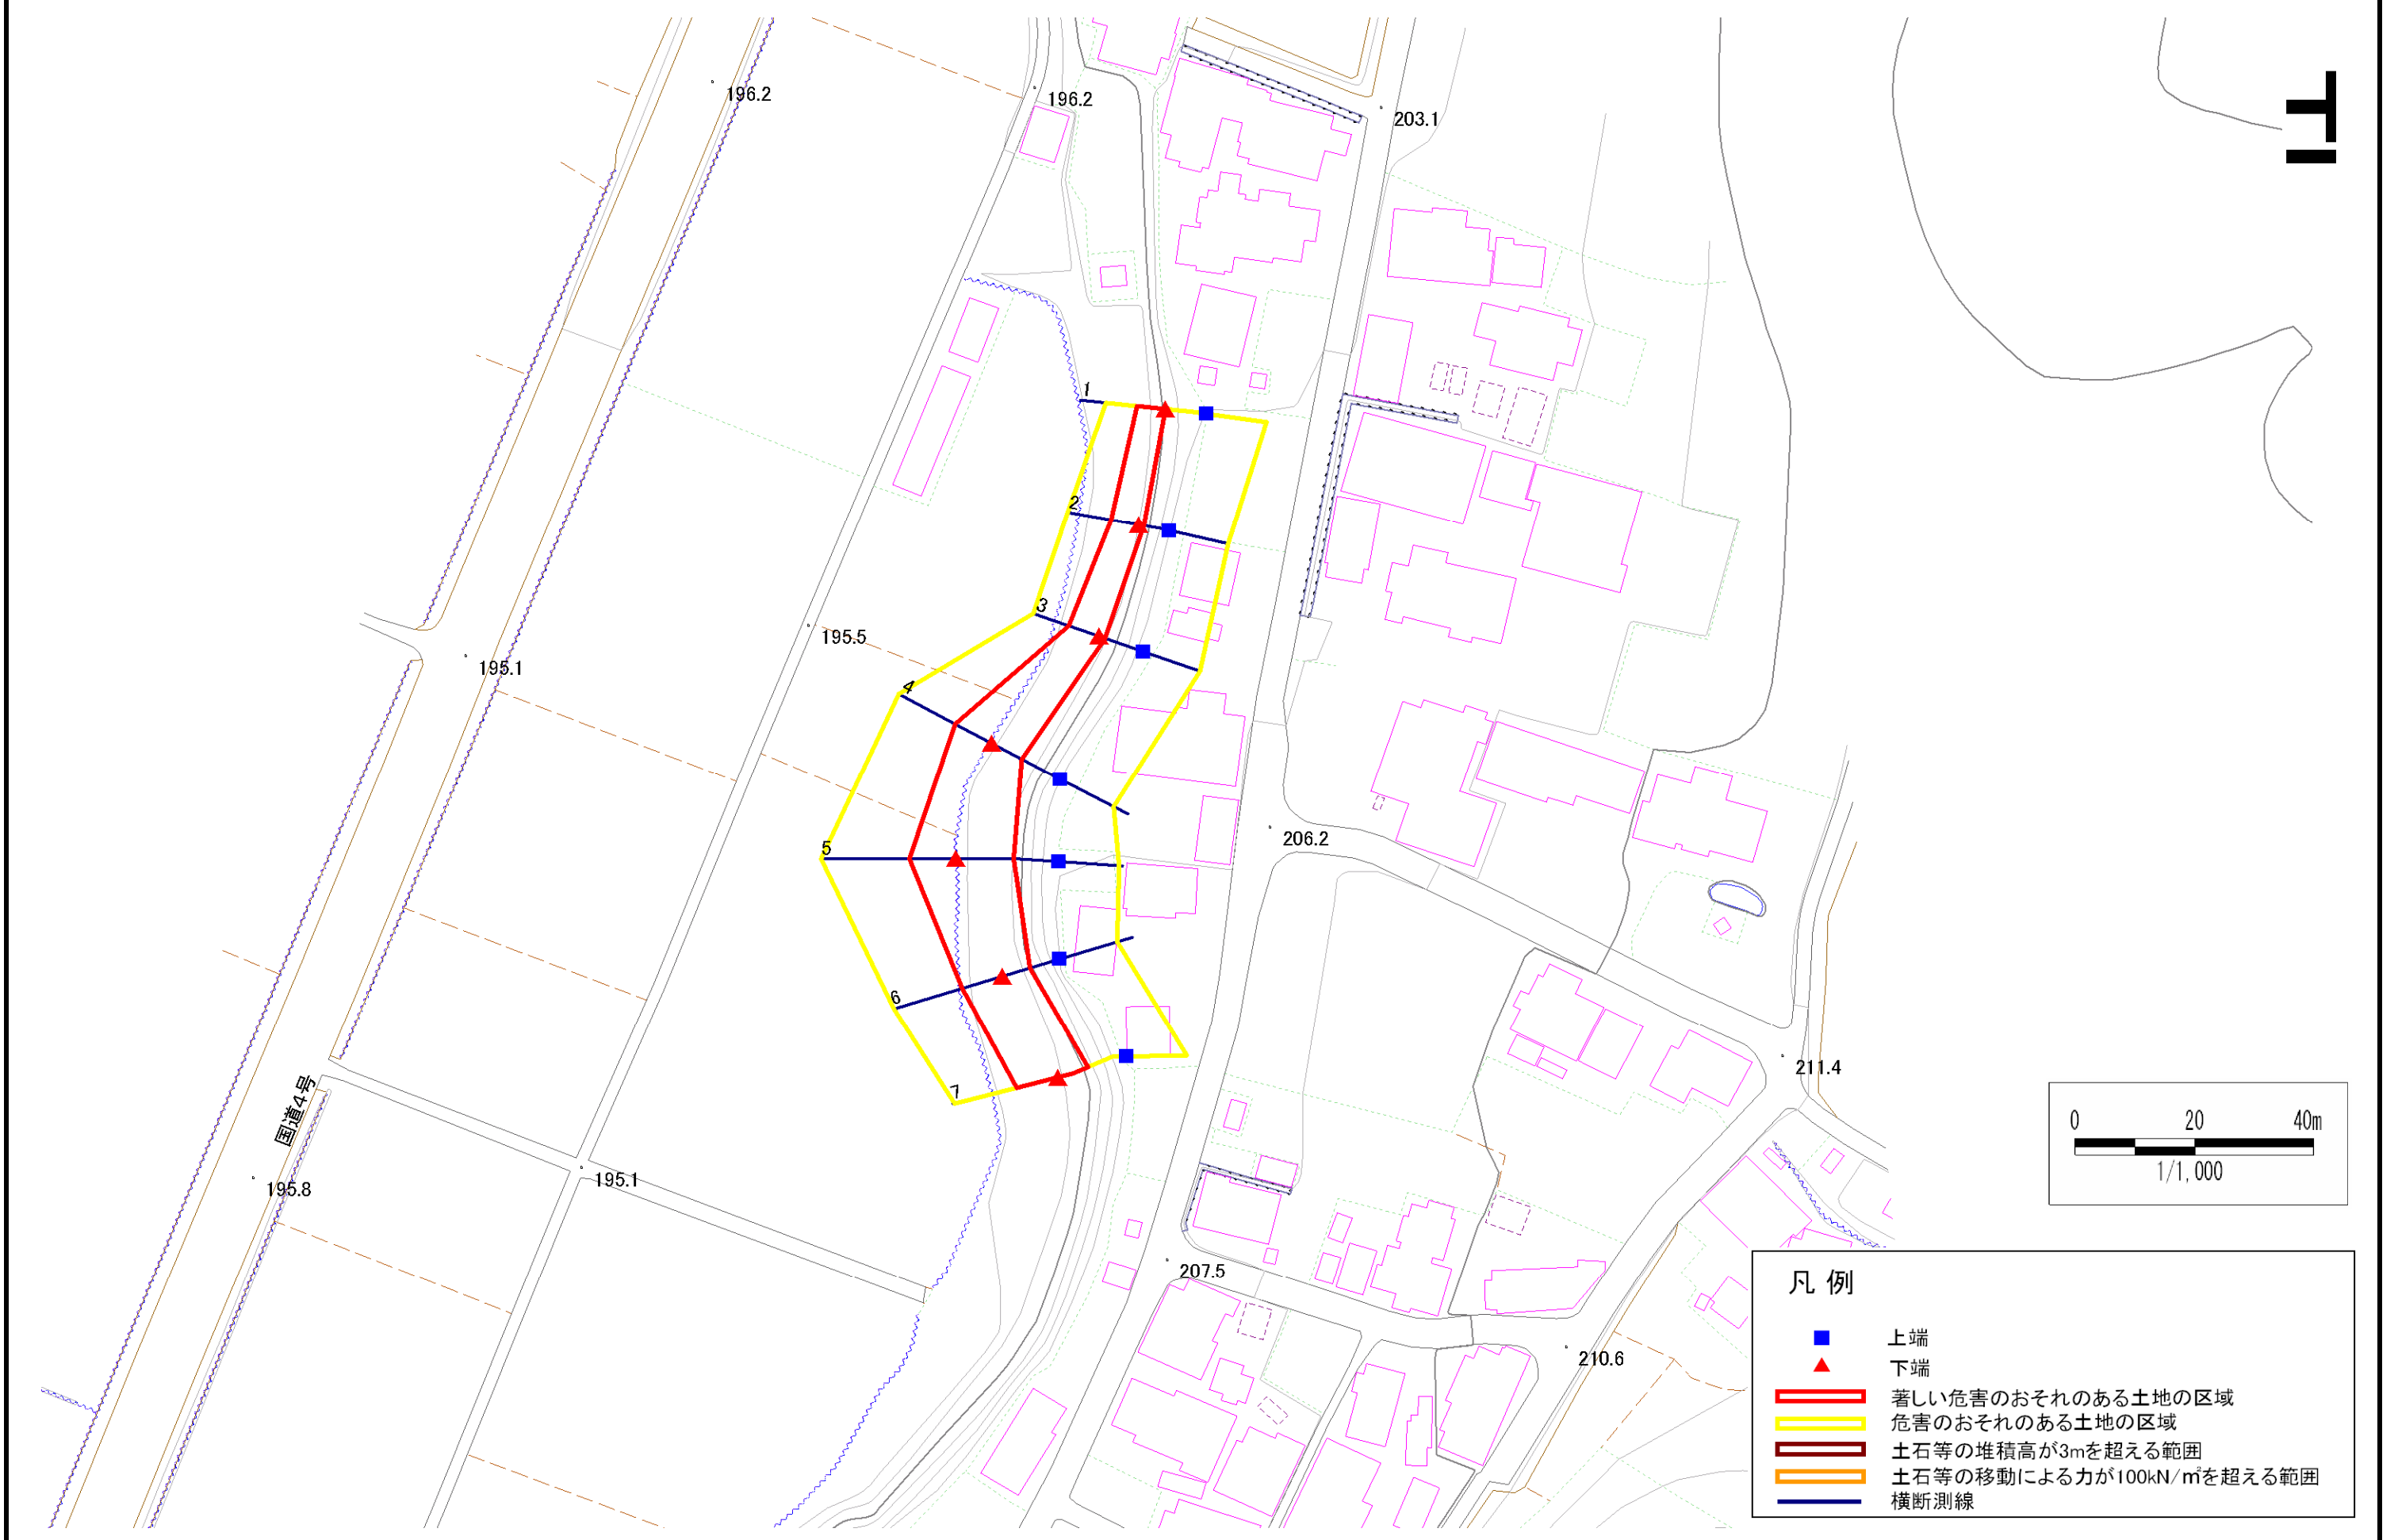 196.2
196.2
203.1
1
2
3
195.5
195.1
4
206.2
5
6
211.4
7
国道4号
195.8
195.1
207.5
210.6
0 20 40m
1/1,000
凡 例
上端
下端
著しい危害のおそれのある土地の区域
危害のおそれのある土地の区域
土石等の堆積高が3mを超える範囲
土石等の移動による力が100kN/㎡を超える範囲
横断測線